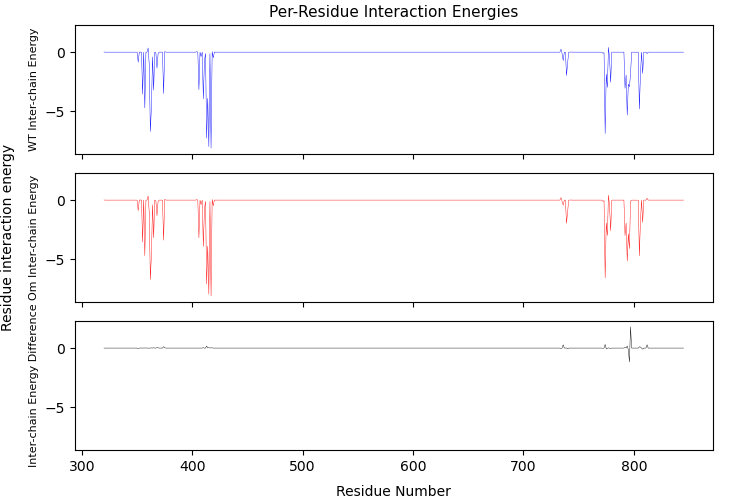 Per-Residue Interaction Energies
Residue interaction energy
WT Inter-chain Energy
0
−5
Om Inter-chain Energy
0
−5
Inter-chain Energy Difference
0
−5
300 400 500 600 700 800
Residue Number